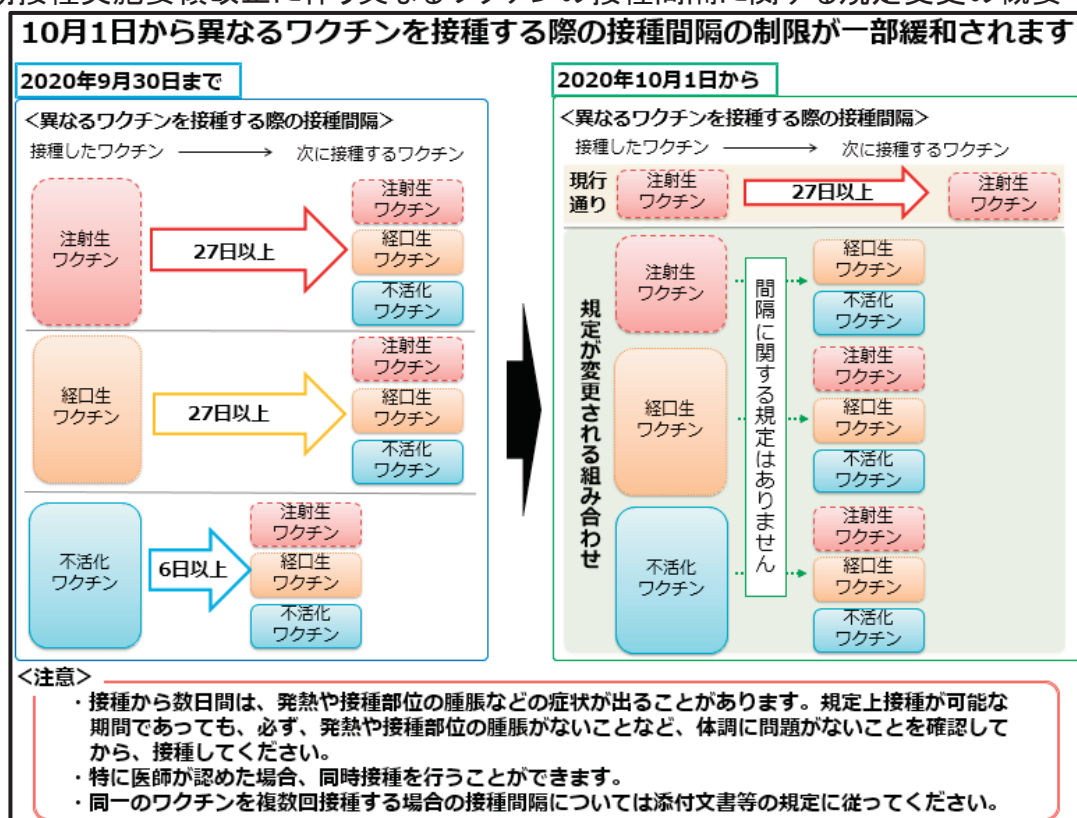 10月1日から異なるワクチンを接種する際の接種間隔の制限が一部緩和されます
2020年9月30日まで
<異なるワクチンを接種する際の接種間隔>
接種したワクチン → 次に接種するワクチン
注射生
ワクチン
27日以上
注射生
ワクチン
経口生
ワクチン
不活化
ワクチン
経口生
ワクチン
27日以上
注射生
ワクチン
経口生
ワクチン
不活化
ワクチン
不活化
ワクチン
6日以上
注射生
ワクチン
経口生
ワクチン
不活化
ワクチン
2020年10月1日から
<異なるワクチンを接種する際の接種間隔>
接種したワクチン → 次に接種するワクチン
現行
通り
注射生
ワクチン
27日以上
注射生
ワクチン
規定が変更される組み合わせ
注射生
ワクチン
経口生
ワクチン
不活化
ワクチン
間隔に関する規定はありません
経口生
ワクチン
不活化
ワクチン
注射生
ワクチン
経口生
ワクチン
不活化
ワクチン
注射生
ワクチン
経口生
ワクチン
不活化
ワクチン
<注意>
・接種から数日間は、発熱や接種部位の腫脹などの症状が出ることがあります。規定上接種が可能な
期間であっても、必ず、発熱や接種部位の腫脹がないことなど、体調に問題がないことを確認して
から、接種してください。
・特に医師が認めた場合、同時接種を行うことができます。
・同一のワクチンを複数回接種する場合の接種間隔については添付文書等の規定に従ってください。